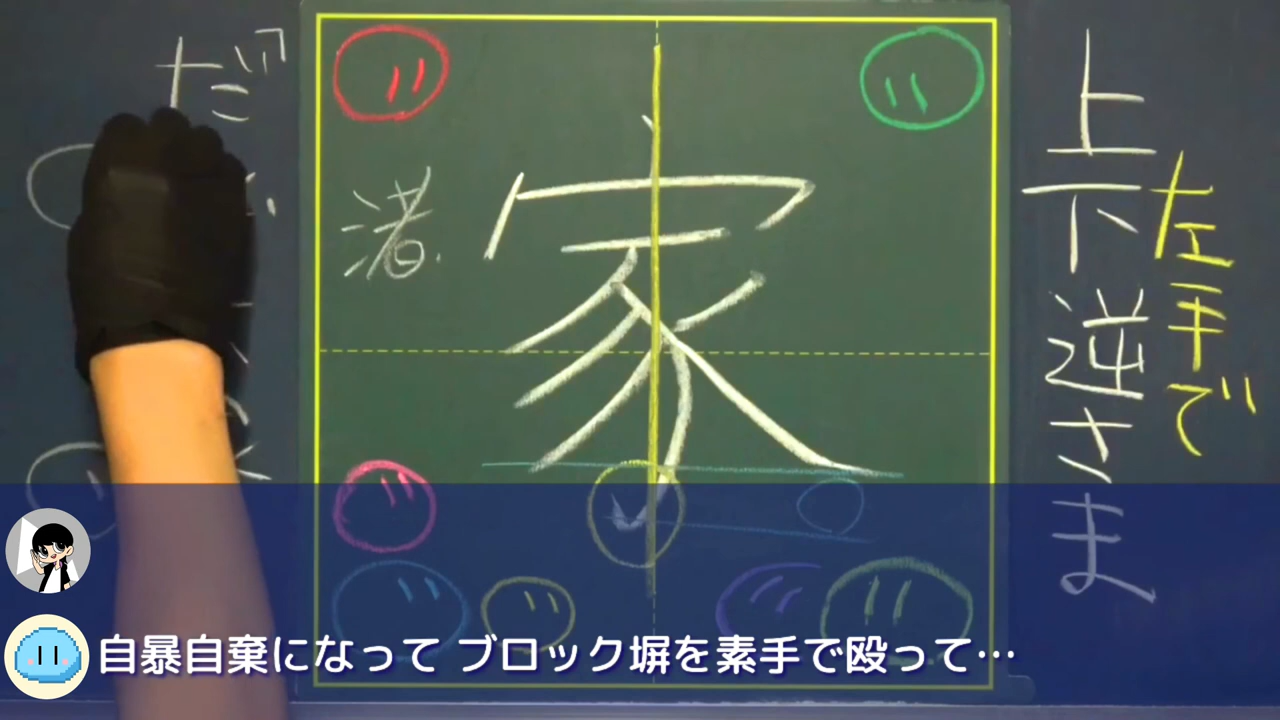 左手で
上下逆さま
家
渚
だ
自暴自棄になって ブロック塀を素手で殴って…